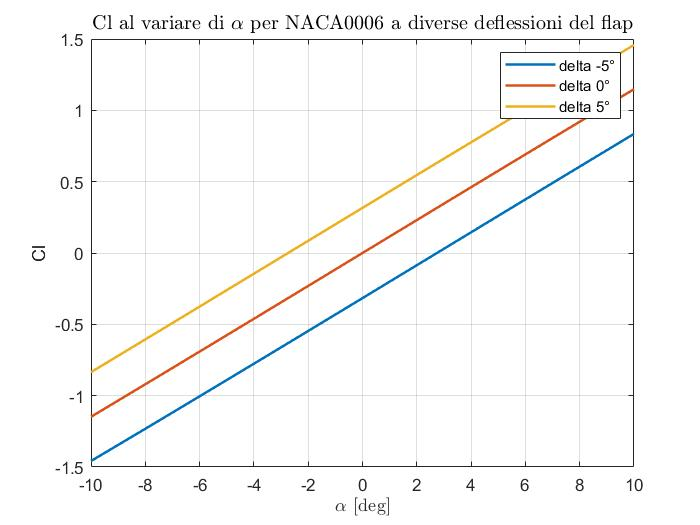 Cl al variare di α per NACA0006 a diverse deflessioni del flap
1.5
1
0.5
0
-0.5
-1
-1.5
Cl
delta -5°
delta 0°
delta 5°
-10 -8 -6 -4 -2 0 2 4 6 8 10
α [deg]